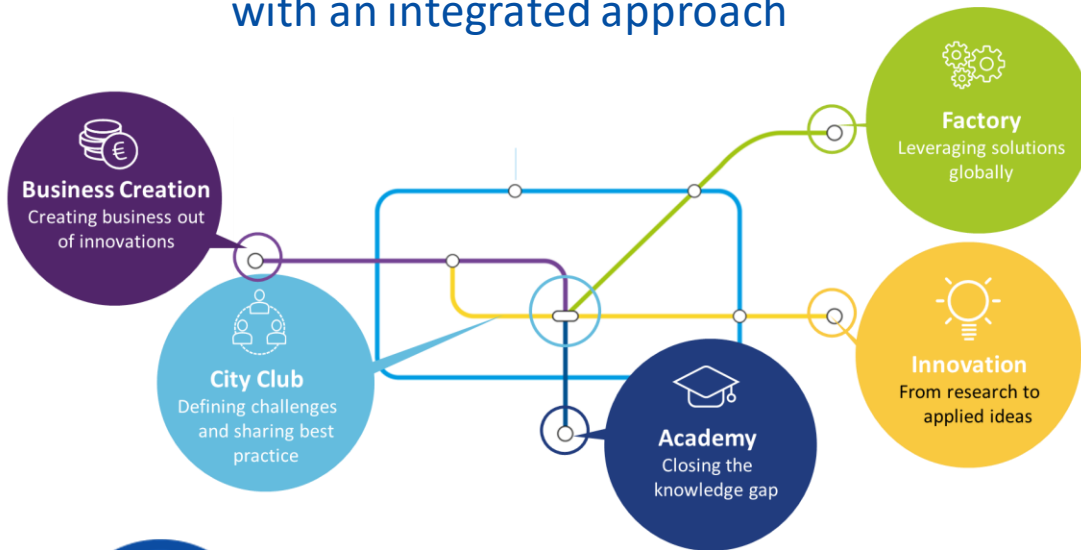 with an integrated approach
Factory
Leveraging solutions
globally
€
Business Creation
Creating business out
of innovations
City Club
Defining challenges
and sharing best
practice
Innovation
From research to
applied ideas
Academy
Closing the
knowledge gap